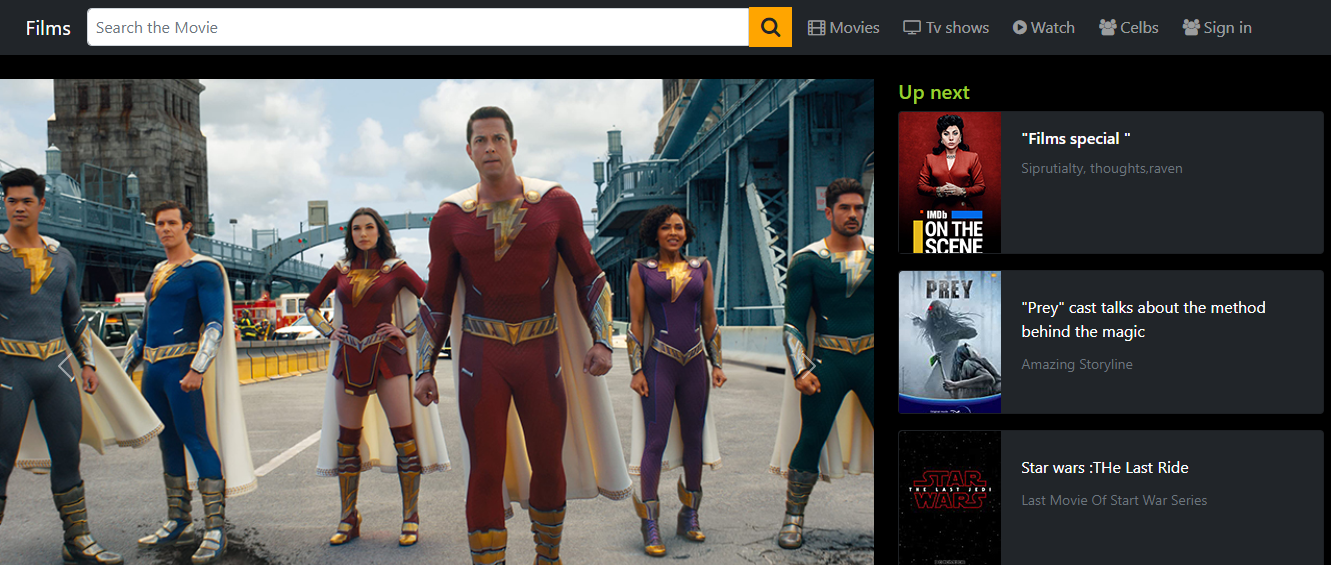 Films
Search the Movie
Movies
Tv shows
Watch
Celbs
Sign in
Up next
"Films special "
Siprutialty, thoughts,raven
IMDb
ON THE
SCENE
PREY
"Prey" cast talks about the method
behind the magic
Amazing Storyline
STAR
THE LAST JEDI
WARS
Star wars :THe Last Ride
Last Movie Of Start War Series